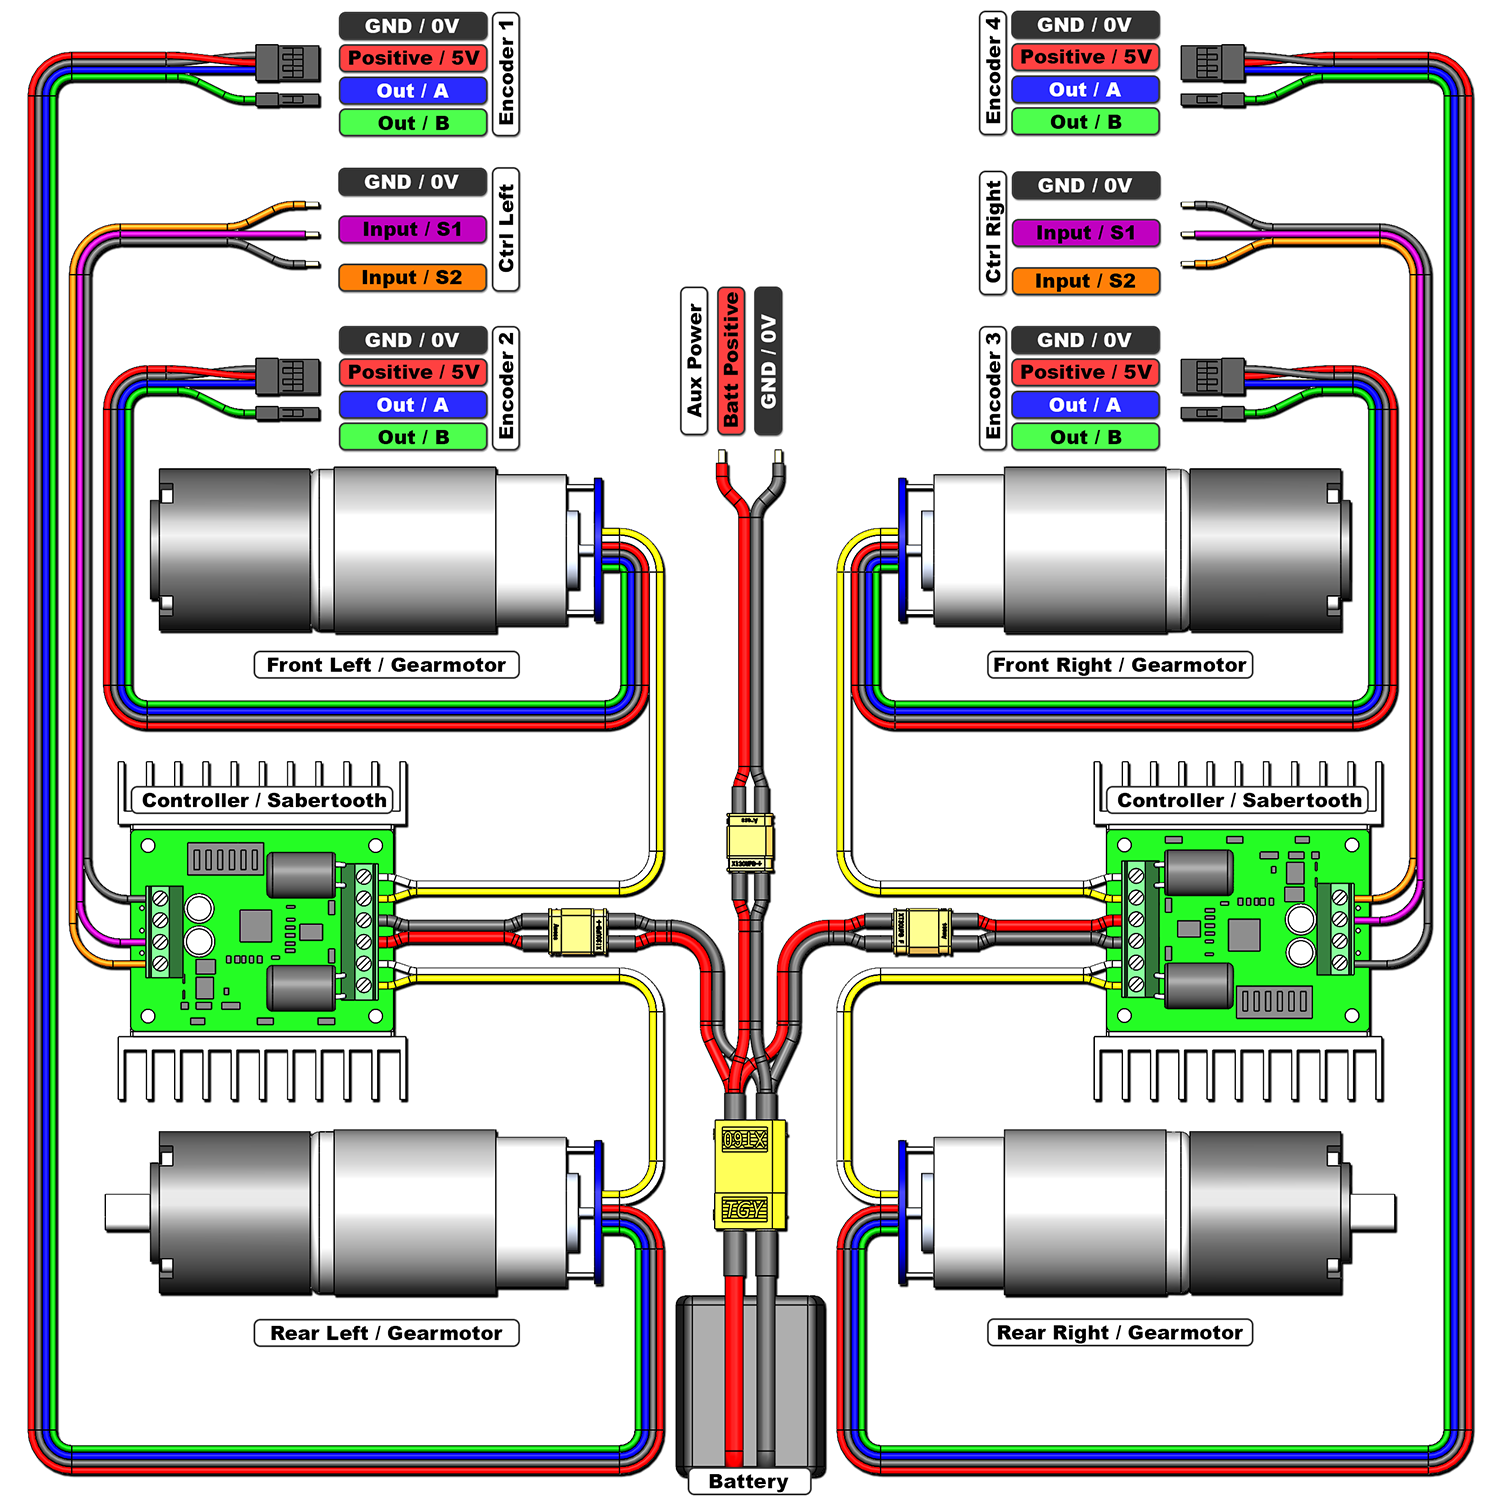 GND / 0V
Positive / 5V
Out / A
Out / B
Encoder 1
GND / 0V
Input / S1
Input / S2
Ctrl Left
GND / 0V
Positive / 5V
Out / A
Out / B
Encoder 2
Encoder 4
GND / 0V
Positive / 5V
Out / A
Out / B
Ctrl Right
GND / 0V
Input / S1
Input / S2
Encoder 3
GND / 0V
Positive / 5V
Out / A
Out / B
Aux Power
Batt Positive
GND / 0V
Front Left / Gearmotor
Front Right / Gearmotor
Controller / Sabertooth
Controller / Sabertooth
XT60
TGY
Rear Left / Gearmotor
Rear Right / Gearmotor
Battery